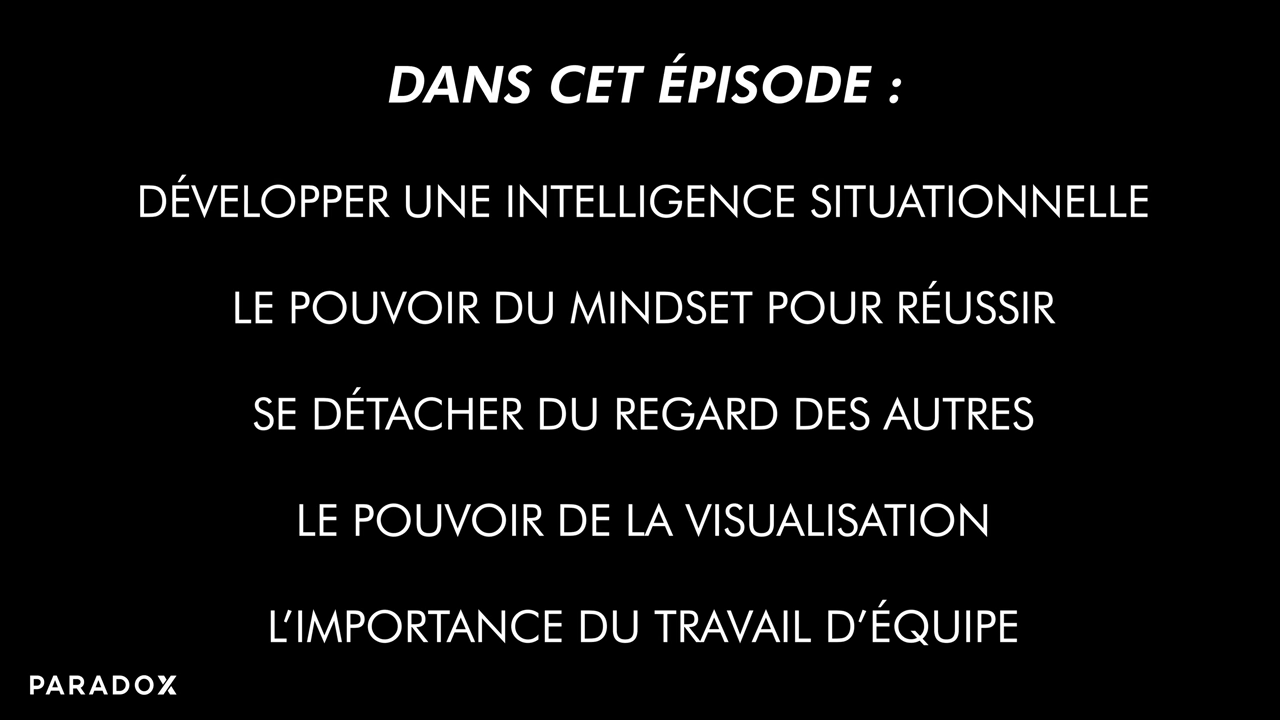 DANS CET ÉPISODE :
DÉVELOPPER UNE INTELLIGENCE SITUATIONNELLE
LE POUVOIR DU MINDSET POUR RÉUSSIR
SE DÉTACHER DU REGARD DES AUTRES
LE POUVOIR DE LA VISUALISATION
L’IMPORTANCE DU TRAVAIL D’ÉQUIPE
PARADOX